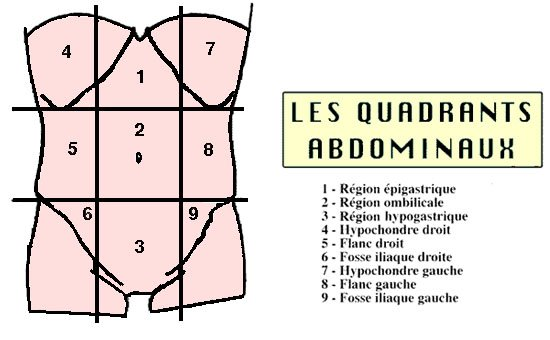 4
7
1
2
5
8
6
9
3
LES QUADRANTS
ABDOMINAUX
1 - Région épigastrique
2 - Région ombilicale
3 - Région hypogastrique
4 - Hypochondre droit
5 - Flanc droit
6 - Fosse iliaque droite
7 - Hypochondre gauche
8 - Flanc gauche
9 - Fosse iliaque gauche